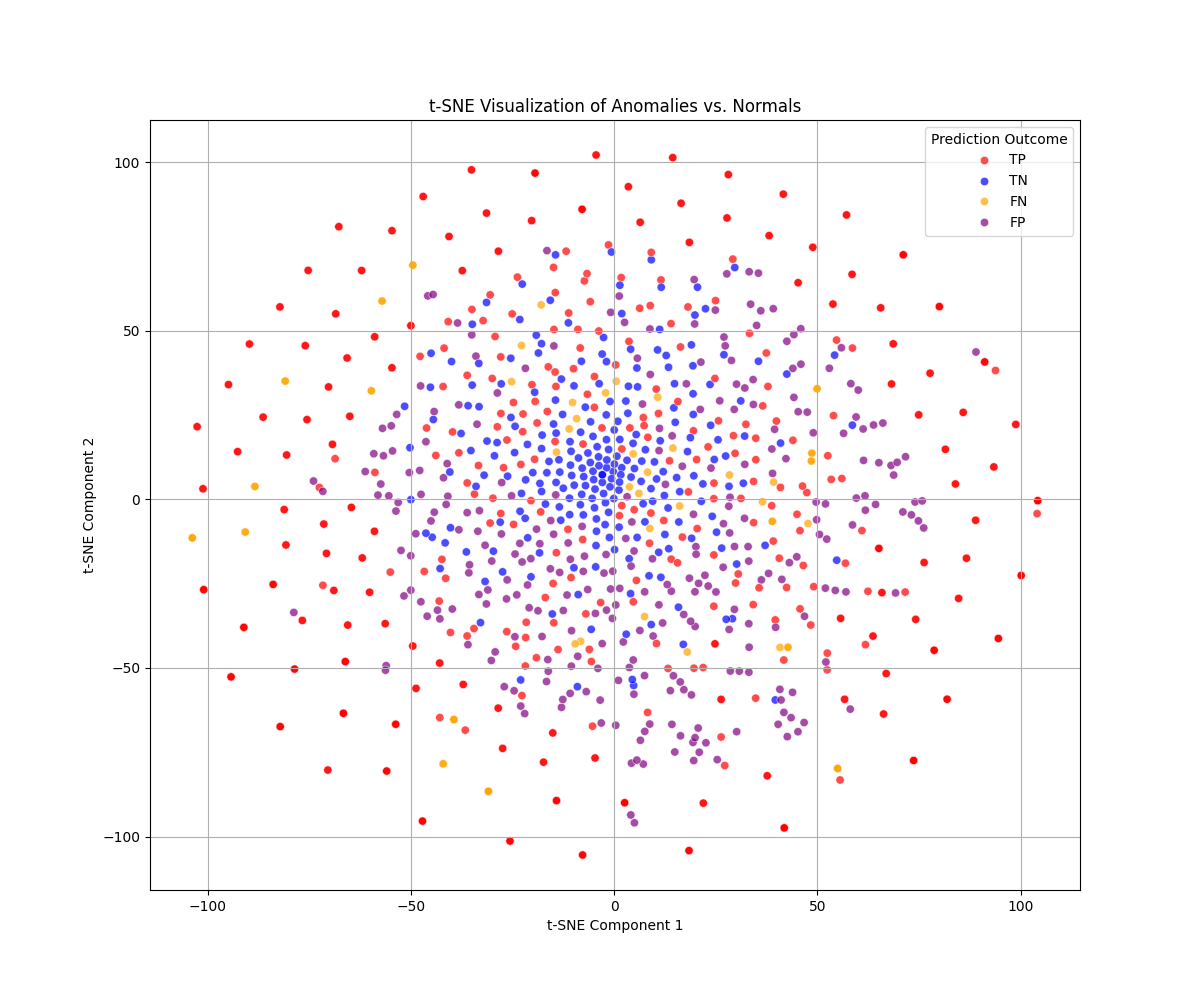 t-SNE Visualization of Anomalies vs. Normals
Prediction Outcome
TP
TN
FN
FP
100
50
0
−50
−100
t-SNE Component 2
−100
−50
0
50
100
t-SNE Component 1